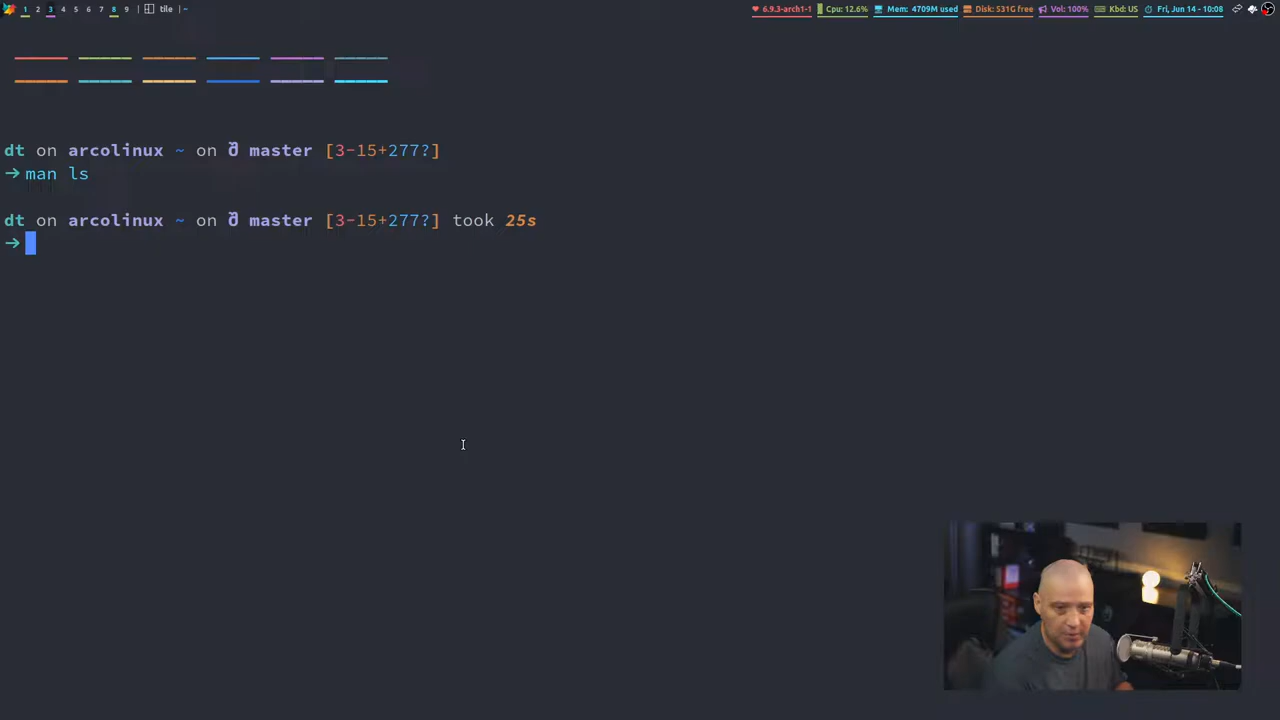 1 2 3 4 5 6 7 8 9 | tile | ~ 6.9.3-arch1-1 Cpu: 12.6% Mem: 4709M used Disk: 531G free Vol: 100% Kbd: US Fri, Jun 14 - 10:08
dt on arcolinux ~ on master [3-15+277?]
→ man ls
dt on arcolinux ~ on master [3-15+277?] took 25s
→